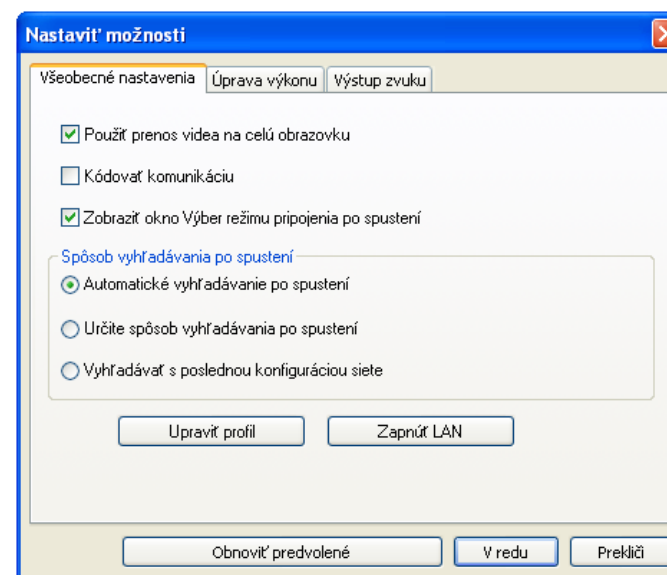 Nastaviť možnosti
Všeobecné nastavenia Úprava výkonu Výstup zvuku
Použiť prenos videa na celú obrazovku
Kódovať komunikáciu
Zobraziť okno Výber režimu pripojenia po spustení
Spôsob vyhľadávania po spustení
Automatické vyhľadávanie po spustení
Určite spôsob vyhľadávania po spustení
Vyhľadávať s poslednou konfiguráciou siete
Upraviť profil Zapnúť LAN
Obnoviť predvolené V redu Prekliči